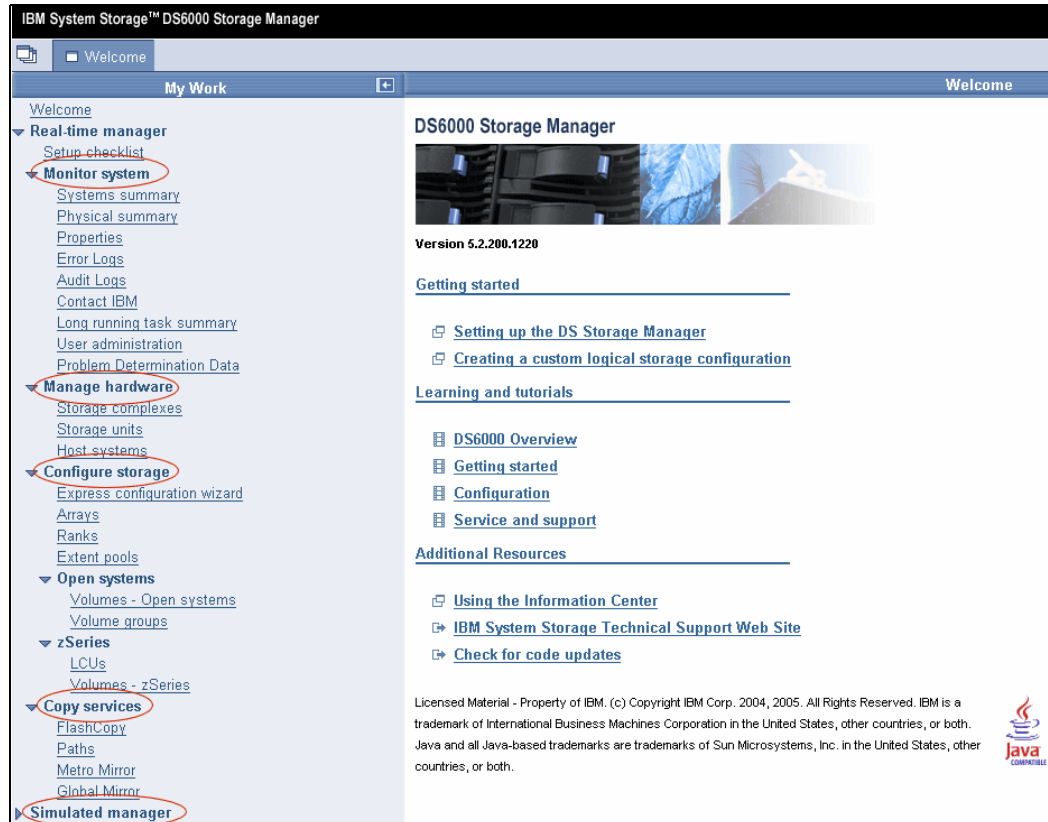 IBM System Storage™ DS6000 Storage Manager
Welcome
My Work
Welcome
Welcome
Real-time manager
Setup checklist
Monitor system
Systems summary
Physical summary
Properties
Error Logs
Audit Logs
Contact IBM
Long running task summary
User administration
Problem Determination Data
Manage hardware
Storage complexes
Storage units
Host systems
Configure storage
Express configuration wizard
Arrays
Ranks
Extent pools
Open systems
Volumes - Open systems
Volume groups
zSeries
LCUs
Volumes - zSeries
Copy services
FlashCopy
Paths
Metro Mirror
Global Mirror
Simulated manager
DS6000 Storage Manager
Version 5.2.200.1220
Getting started
Setting up the DS Storage Manager
Creating a custom logical storage configuration
Learning and tutorials
DS6000 Overview
Getting started
Configuration
Service and support
Additional Resources
Using the Information Center
IBM System Storage Technical Support Web Site
Check for code updates
Licensed Material - Property of IBM. (c) Copyright IBM Corp. 2004, 2005. All Rights Reserved. IBM is a
trademark of International Business Machines Corporation in the United States, other countries, or both.
Java and all Java-based trademarks are trademarks of Sun Microsystems, Inc. in the United States, other
countries, or both.
Java
COMPATIBLE